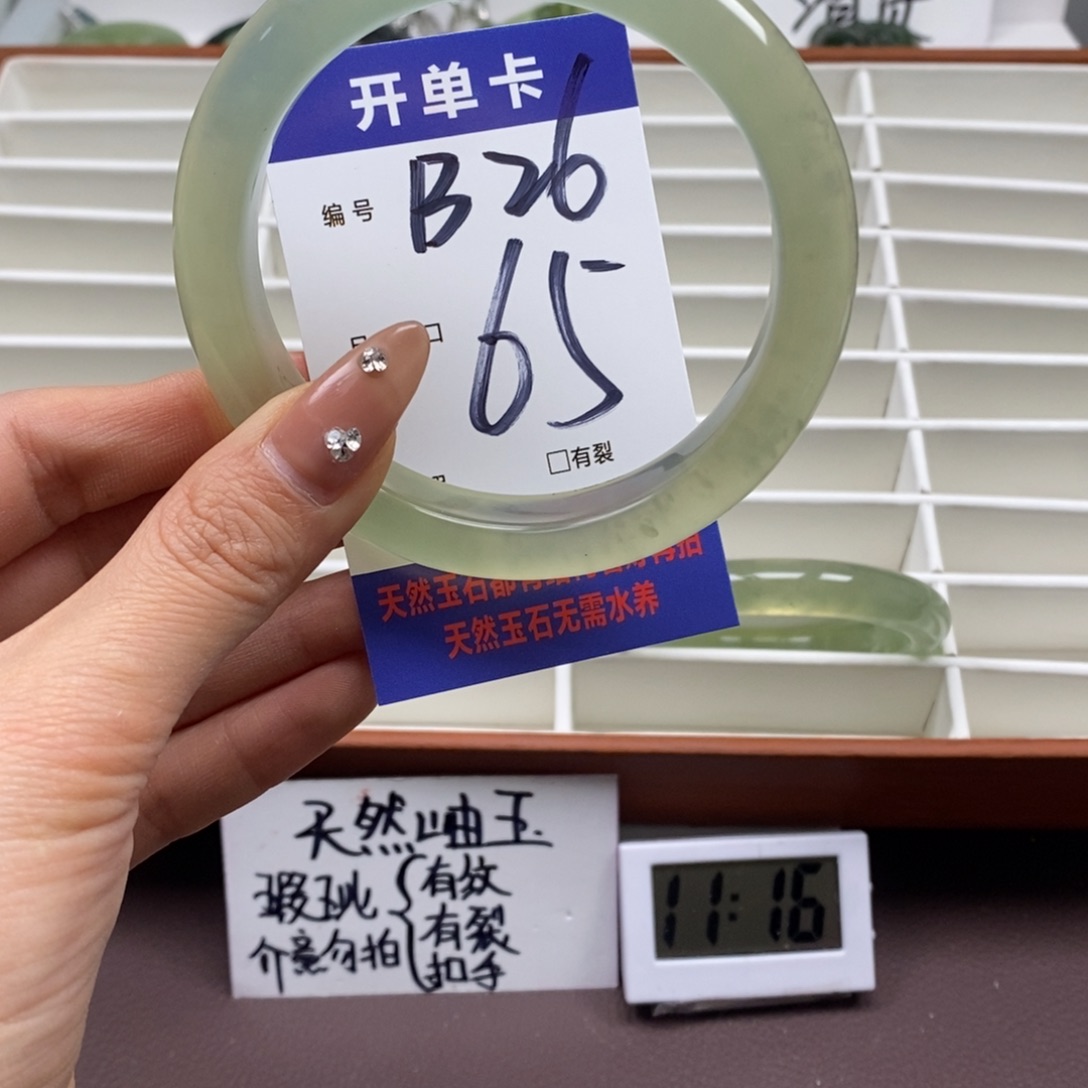 开单卡
编号 B26
65
□有裂
天然玉石无需水养
天然岫玉
瑕玼 有纹
介意勿拍 有裂
扣手
11:16